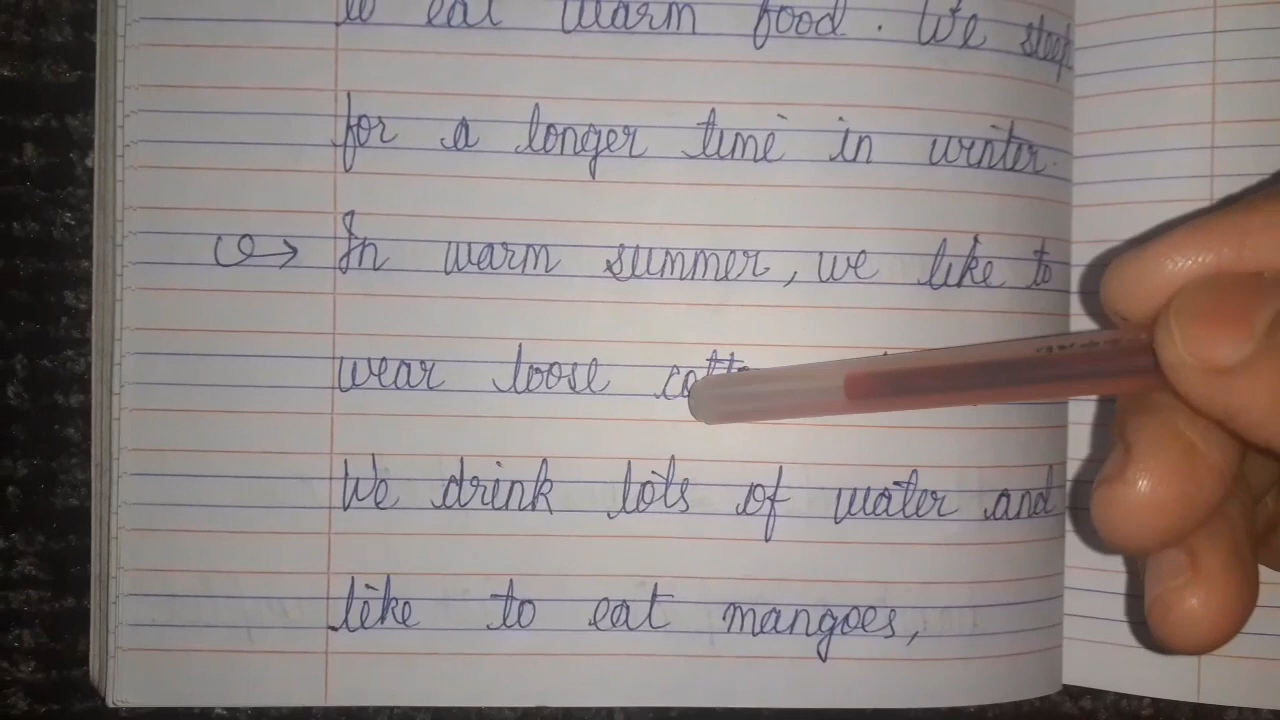 to eat warm food. We sleep
for a longer time in winter.
→ In warm summer, we like to
wear loose
We drink lots of water and
like to eat mangoes,